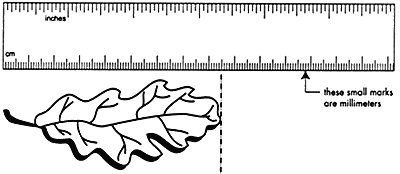 inches
cm
these small marks
are millimeters